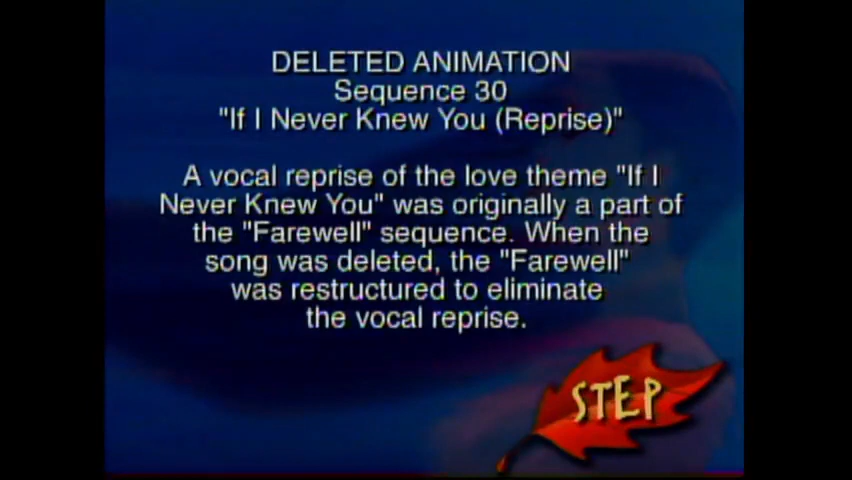 DELETED ANIMATION
Sequence 30
"If I Never Knew You (Reprise)"
A vocal reprise of the love theme "If I
Never Knew You" was originally a part of
the "Farewell" sequence. When the
song was deleted, the "Farewell"
was restructured to eliminate
the vocal reprise.
STEP